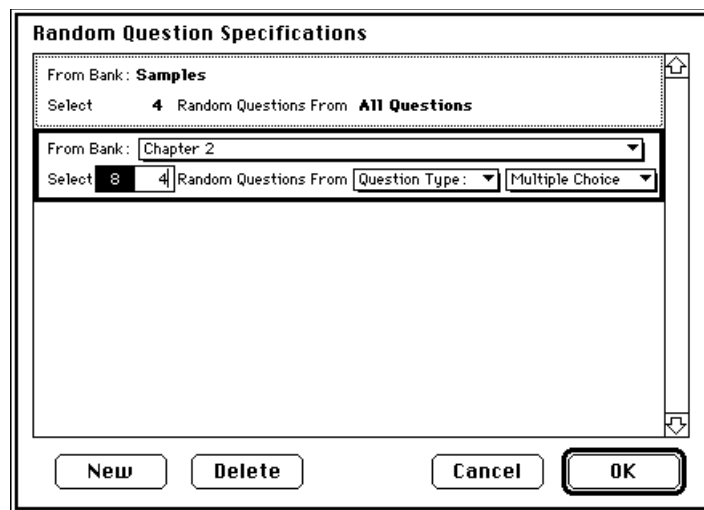 Random Question Specifications
From Bank: Samples
Select 4 Random Questions From All Questions
From Bank: Chapter 2
Select 8 4 Random Questions From Question Type: Multiple Choice
New Delete Cancel OK